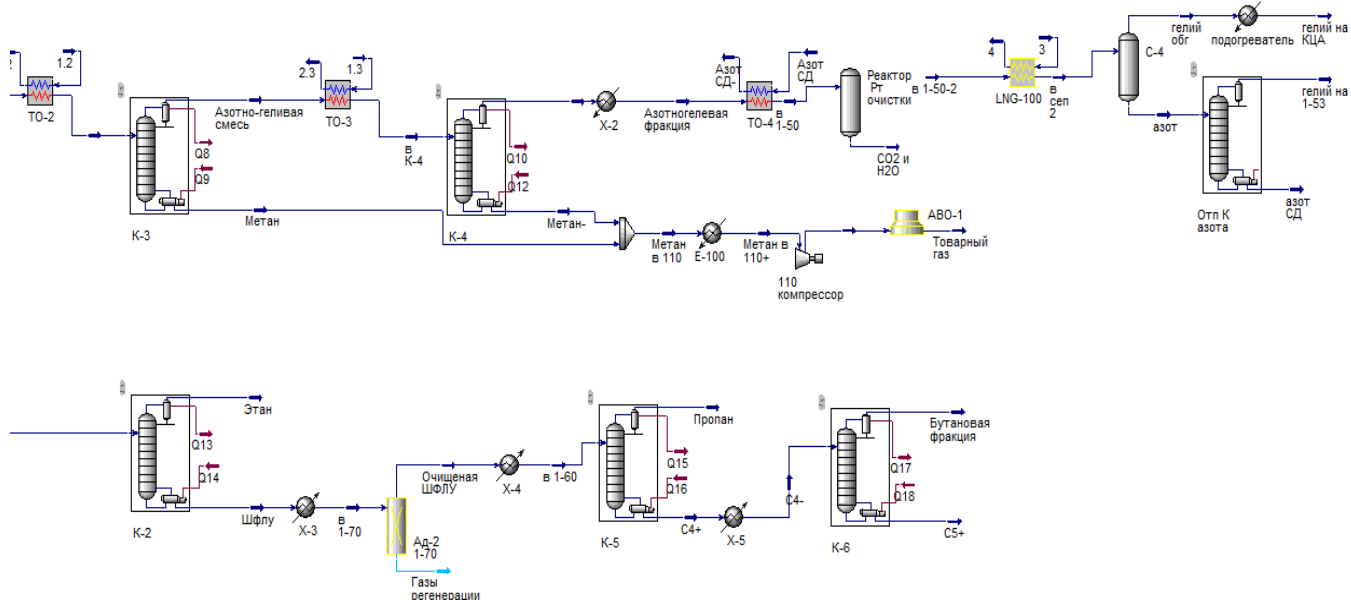 2
1.2
ТО-2
2.3
1.3
ТО-3
Азотно-геливая
смесь
К-3
Q8
Q9
Метан
в
К-4
К-4
Q10
Q12
Метан-
Х-2
Азотногелевая
фракция
Азот
СД-
Азот
СД
ТО-4
в
1-50
Реактор
Рт
очистки
СО2 и
Н2О
в 1-50-2
4
3
LNG-100
в
сеп
2
С-4
гелий
обг
подогреватель
гелий на
КЦА
азот
гелий на
1-53
Отп К
азота
азот
СД
Метан
в 110
Е-100
Метан в
110+
110
компрессор
АВО-1
Товарный
газ
К-2
Этан
Q13
Q14
Шфлу
Х-3
в
1-70
Очищеная
ШФЛУ
Ад-2
1-70
Газы
регенерации
Х-4
в 1-60
К-5
Пропан
Q15
Q16
С4+
Х-5
С4-
К-6
Бутановая
фракция
Q17
Q18
С5+